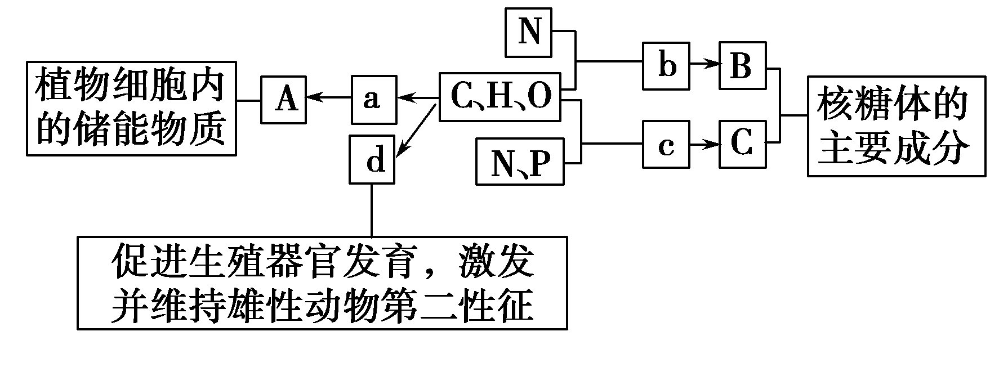 N
植物细胞内
的储能物质
A
a
C、H、O
b
B
核糖体的
主要成分
d
N、P
c
C
促进生殖器官发育，激发
并维持雄性动物第二性征